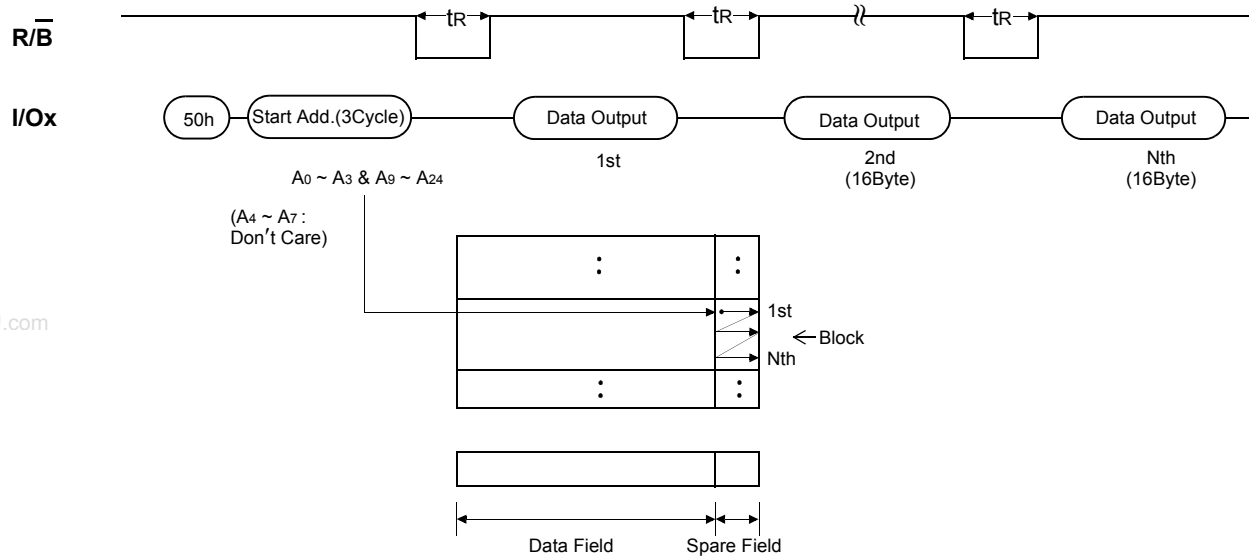 tR tR tR
R/B
I/Ox 50h Start Add.(3Cycle) Data Output Data Output Data Output
1st 2nd Nth
(16Byte) (16Byte)
A0 ~ A3 & A9 ~ A24
(A4 ~ A7 :
Don't Care)
1st
.com
Block
Nth
Data Field Spare Field